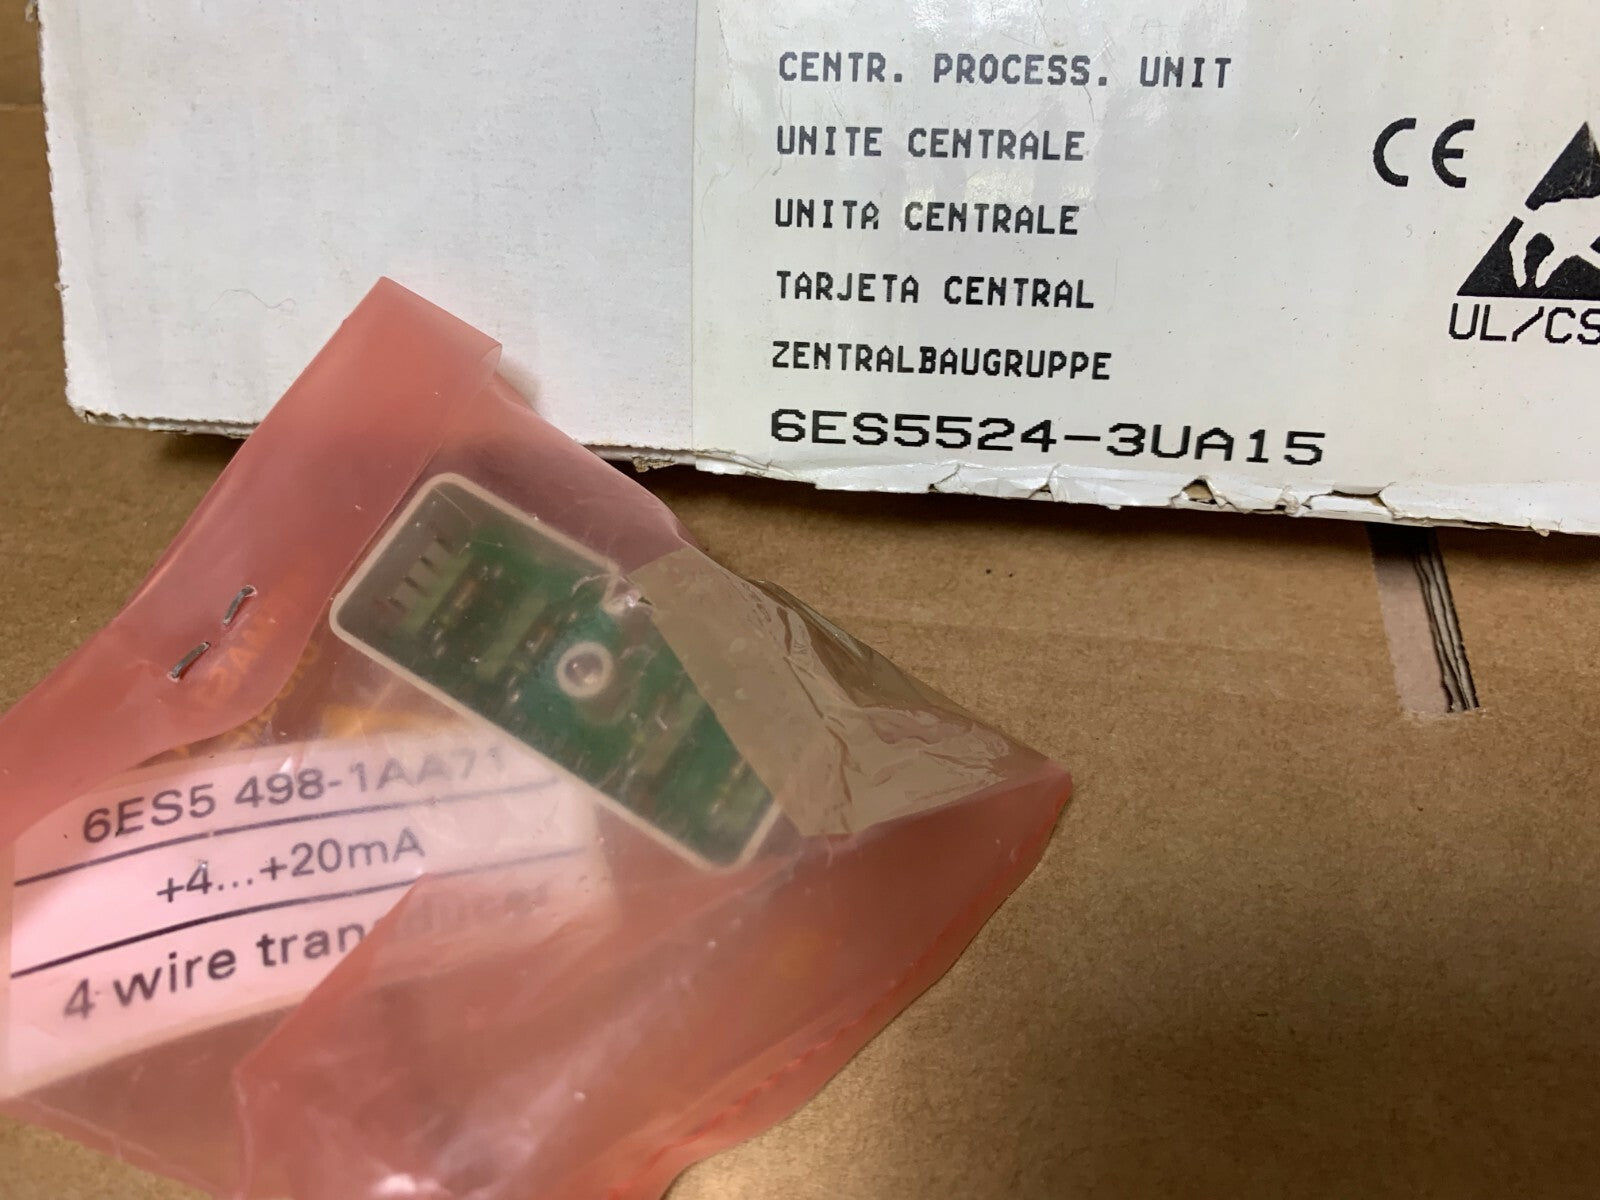 CENTR. PROCESS. UNIT
UNITE CENTRALE
UNITA CENTRALE
TARJETA CENTRAL
ZENTRALBAUGRUPPE
6ES5524-3UA15
CE
UL/CS
6ES5 498-1AA71
+4...+20mA
4 wire transducer